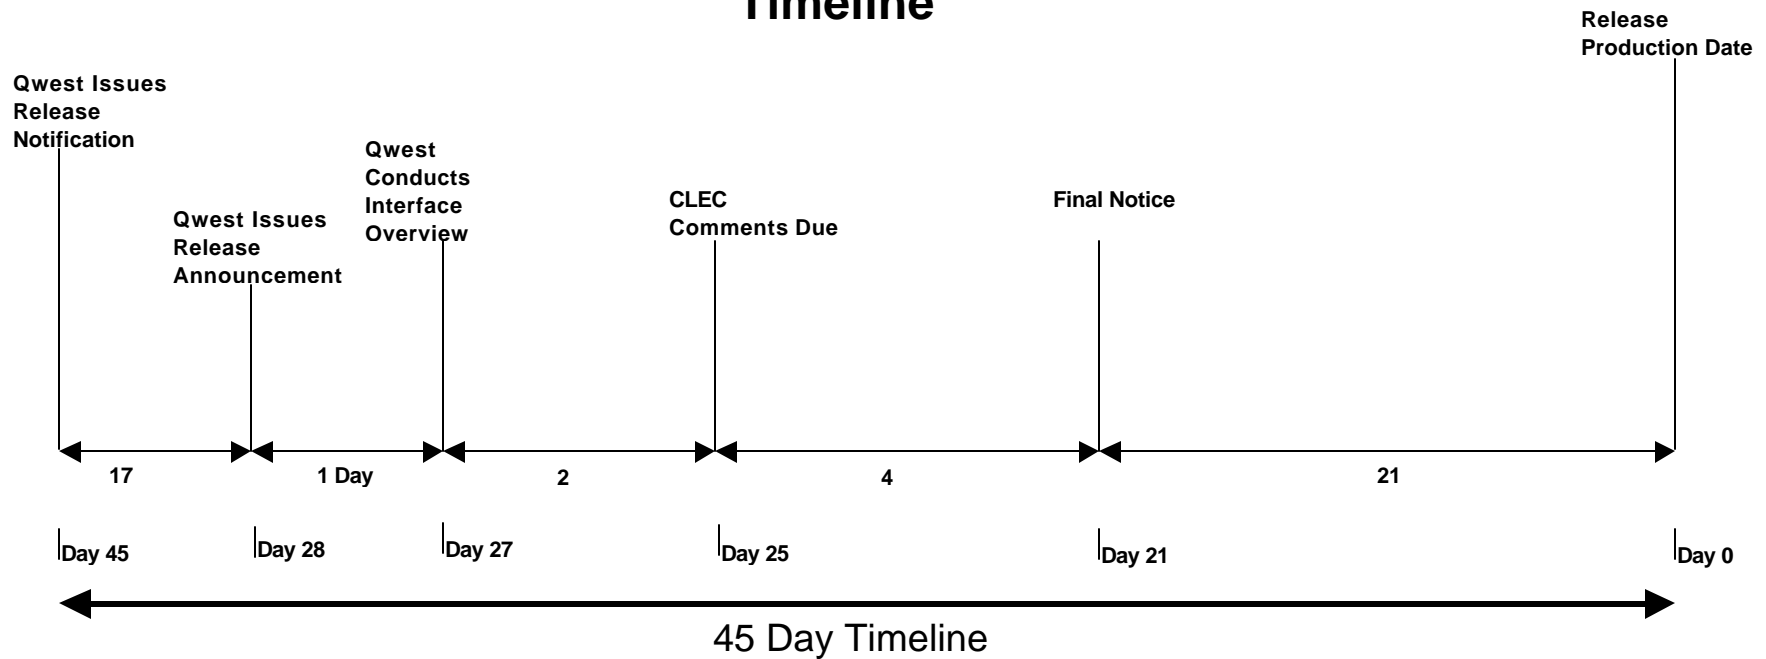 Timeline
Release
Production Date
Qwest Issues
Release
Notification
Qwest
Conducts
Interface
Overview
CLEC
Comments Due
Final Notice
Qwest Issues
Release
Announcement
17
1 Day
2
4
21
Day 45
Day 28
Day 27
Day 25
Day 21
Day 0
45 Day Timeline